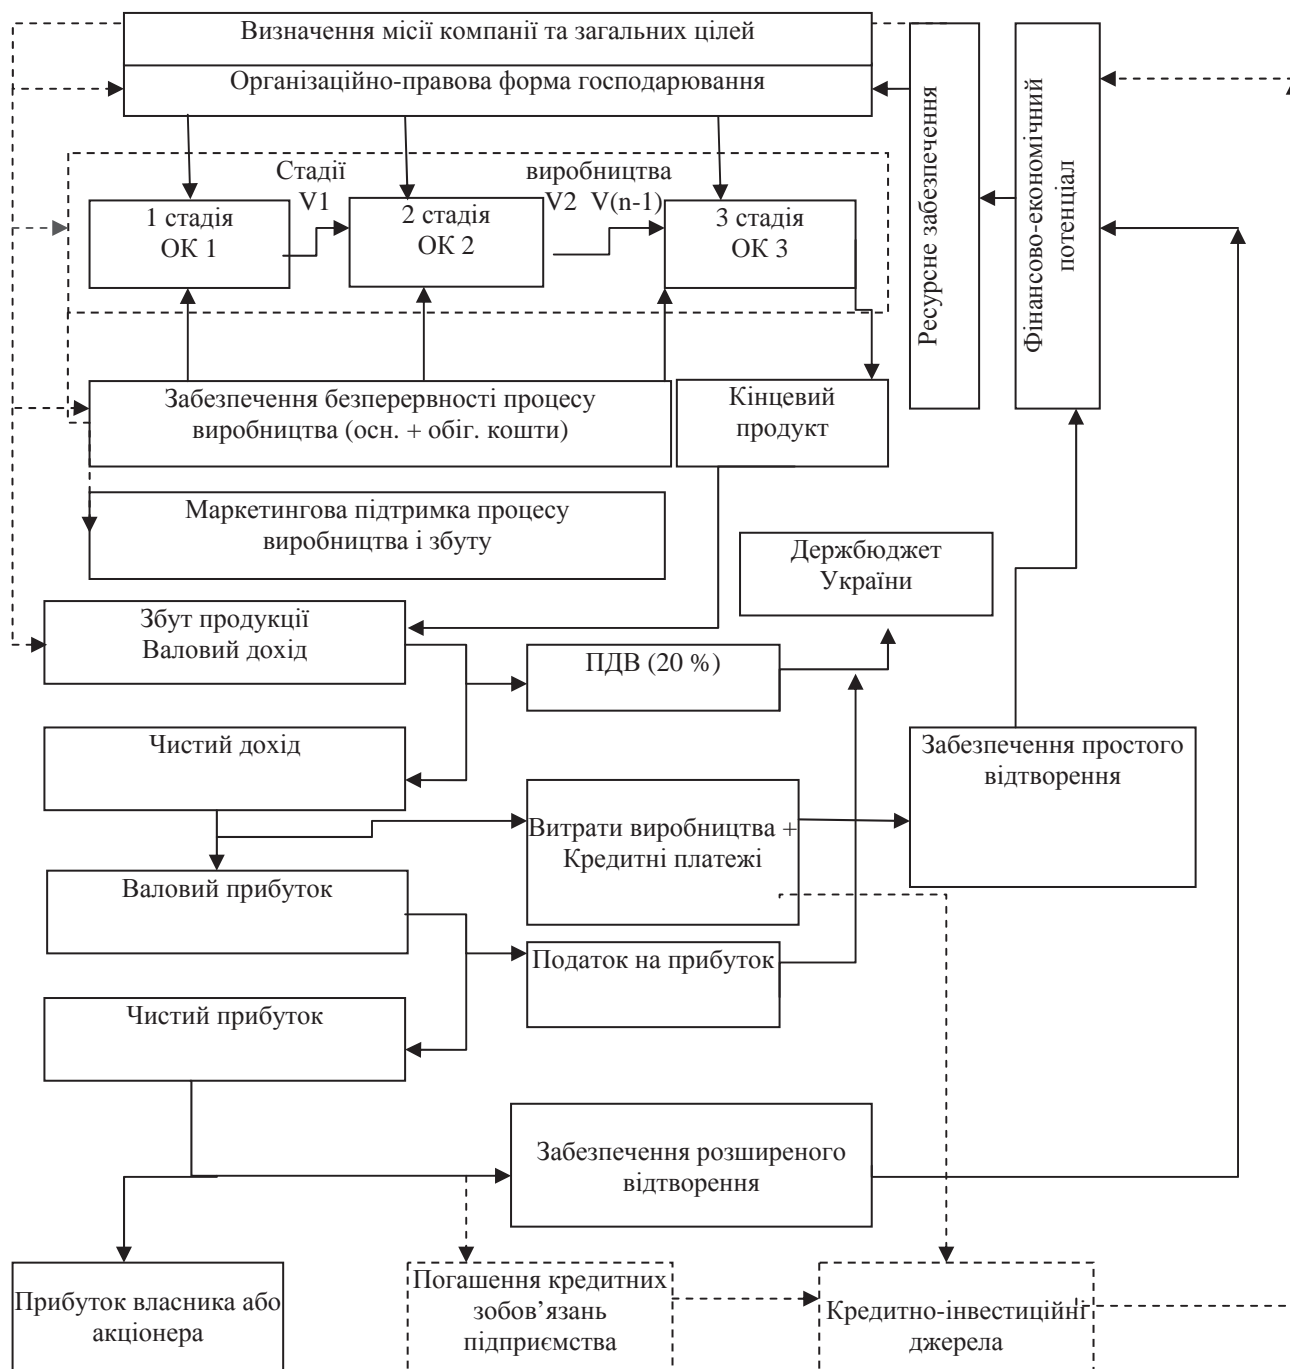 Визначення місії компанії та загальних цілей
Організаційно-правова форма господарювання
Ресурсне забезпечення
Фінансово-економічний
потенціал
Стадії
виробництва
V1
V2 V(n-1)
1 стадія
ОК 1
2 стадія
ОК 2
3 стадія
ОК 3
Забезпечення безперервності процесу
виробництва (осн. + обіг. кошти)
Кінцевий
продукт
Маркетингова підтримка процесу
виробництва і збуту
Держбюджет
України
Збут продукції
Валовий дохід
ПДВ (20 %)
Чистий дохід
Забезпечення простого
відтворення
Витрати виробництва +
Кредитні платежі
Валовий прибуток
Податок на прибуток
Чистий прибуток
Забезпечення розширеного
відтворення
Прибуток власника або
акціонера
Погашення кредитних
зобов’язань
підприємства
Кредитно-інвестиційні
джерела